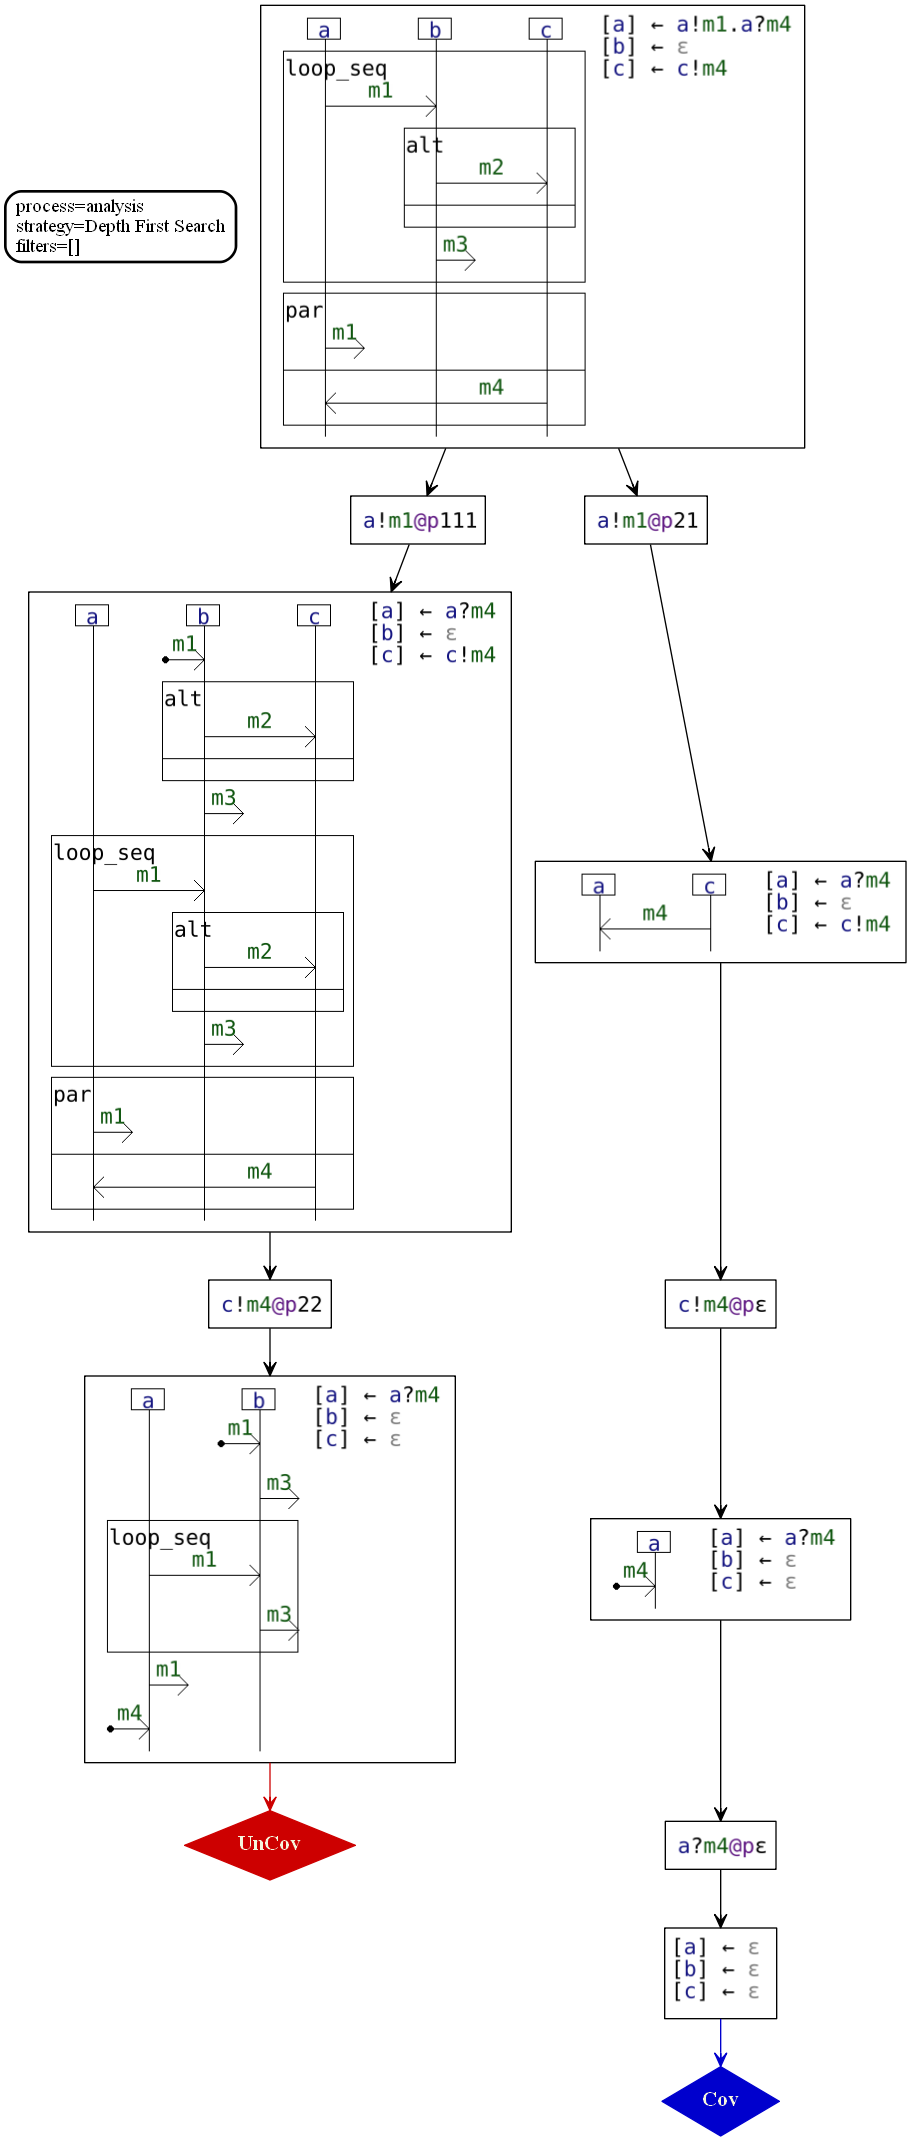 a b c
[a] ← a!m1.a?m4
[b] ← ε
[c] ← c!m4
loop_seq
m1
alt
m2
m3
par
m1
m4
process=analysis
strategy=Depth First Search
filters=[]
a!m1@p111
a!m1@p21
a b c
[a] ← a?m4
[b] ← ε
[c] ← c!m4
m1
alt
m2
m3
loop_seq
m1
alt
m2
m3
par
m1
m4
a c
[a] ← a?m4
[b] ← ε
[c] ← c!m4
m4
c!m4@p22
c!m4@pε
a b
[a] ← a?m4
[b] ← ε
[c] ← ε
m1
m3
loop_seq
m1
m3
m1
m4
a
[a] ← a?m4
[b] ← ε
[c] ← ε
m4
UnCov
a?m4@pε
[a] ← ε
[b] ← ε
[c] ← ε
Cov